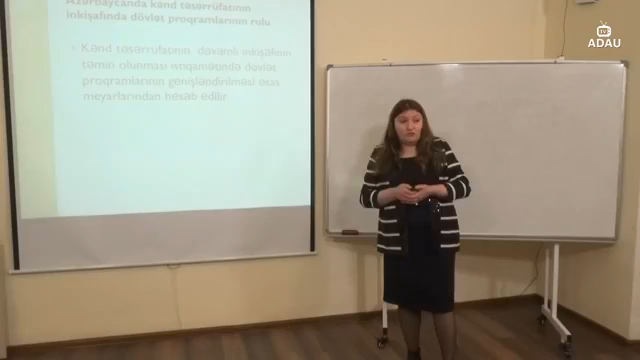 Azərbaycanda kənd təsərrüfatının
inkişafında dövlət proqramlarının rolu
Kənd təsərrüfatının davamlı inkişafının
təmin olunması istiqamətində dövlət
proqramlarının genişləndirilməsi əsas
meyarlarından hesab edilir
TV
ADAU